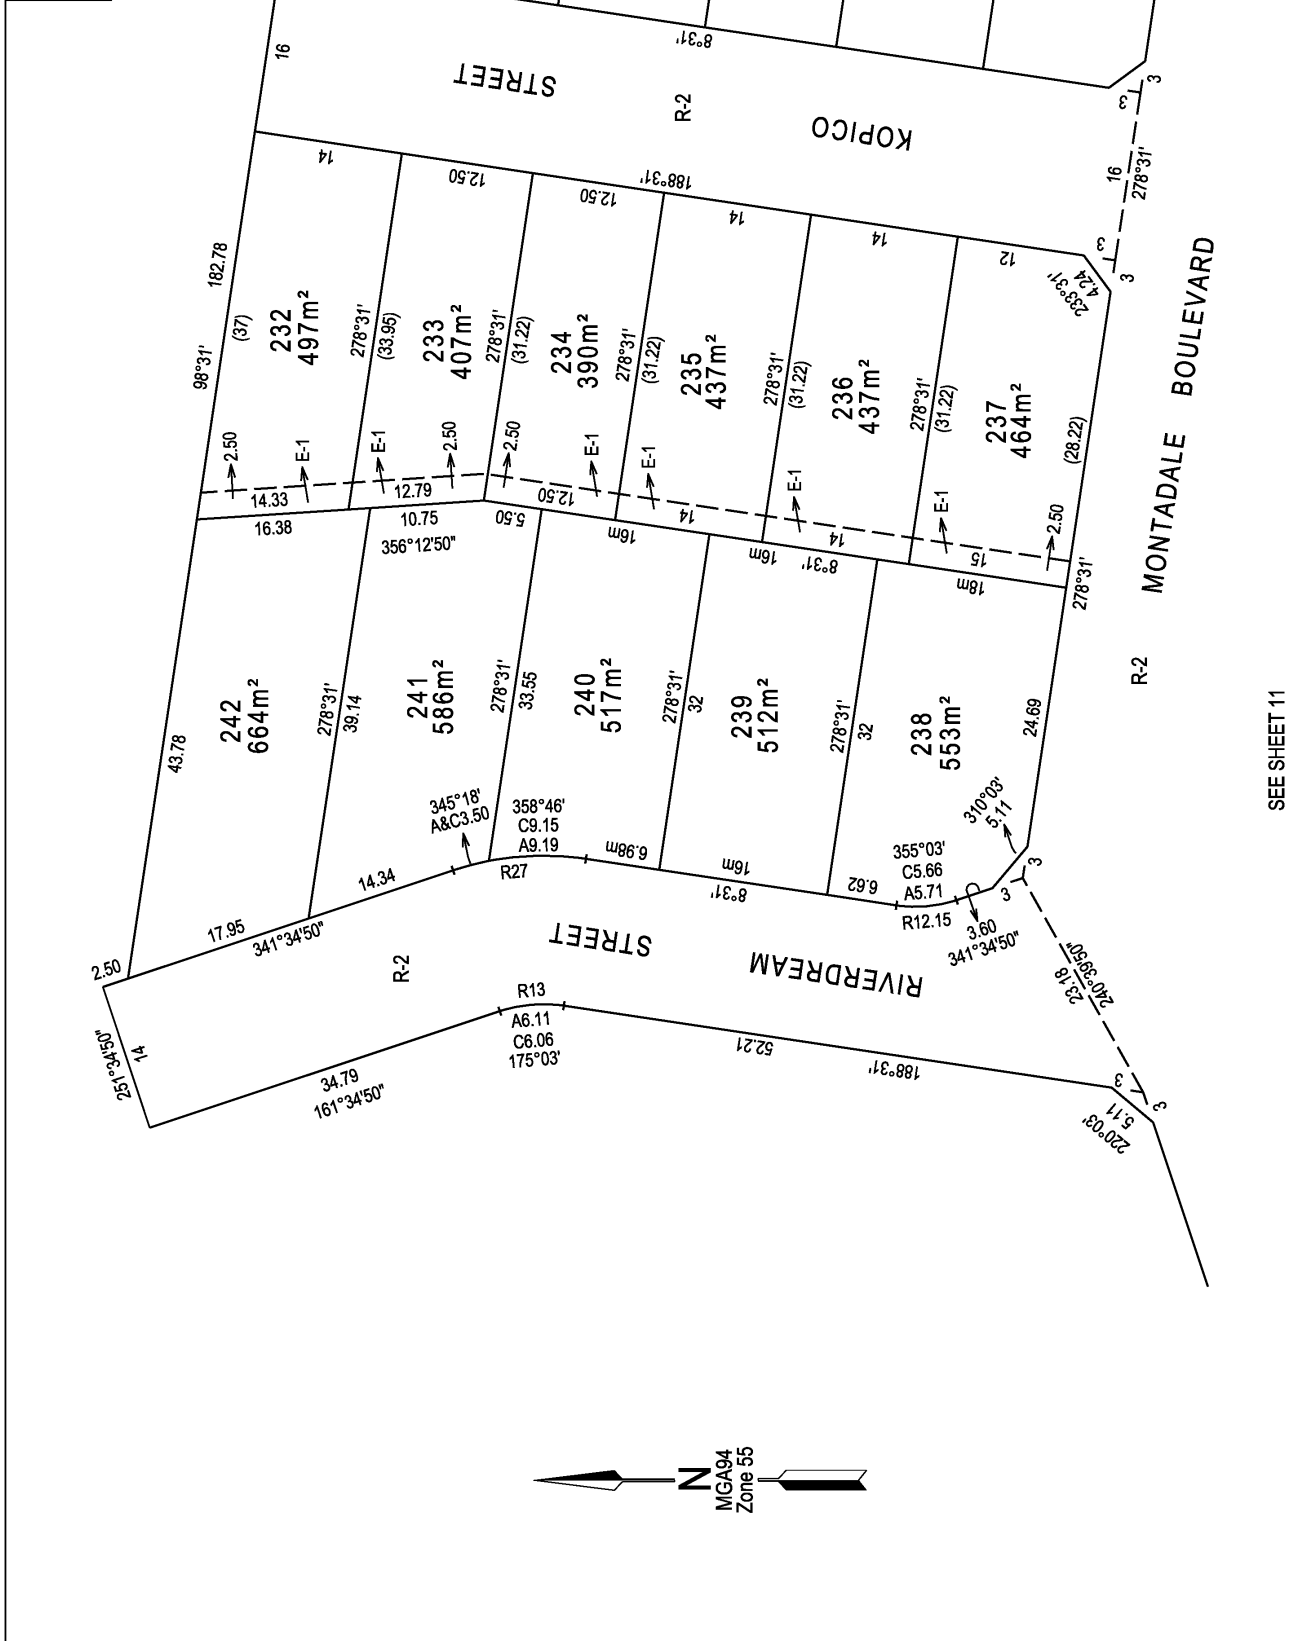 16
STREET
R-2
8°31'
KOPICO
3
3
16
278°31'
3
3
14
12.50
188°31'
12.50
14
14
12
233°31'
4.24
182.78
98°31'
(37)
232
497m²
278°31'
(33.95)
233
407m²
278°31'
(31.22)
234
390m²
278°31'
(31.22)
235
437m²
278°31'
(31.22)
236
437m²
278°31'
(31.22)
237
464m²
(28.22)
MONTADALE BOULEVARD
2.50
E-1
E-1
2.50
2.50
E-1
E-1
E-1
E-1
2.50
14.33
12.79
12.50
14
14
15
16.38
10.75
356°12'50"
5.50
16m
16m
8°31'
18m
278°31'
R-2
43.78
242
664m²
278°31'
39.14
241
586m²
278°31'
33.55
240
517m²
278°31'
32
239
512m²
278°31'
32
238
553m²
24.69
SEE SHEET 11
345°18'
A&C3.50
358°46'
C9.15
A9.19
R27
6.98m
16m
8°31'
6.62
355°03'
C5.66
A5.71
R12.15
310°03'
5.11
3
3
3.60
341°34'50"
2.50
17.95
341°34'50"
14.34
R-2
STREET
RIVERDREAM
251°34'50"
14
34.79
161°34'50"
R13
A6.11
C6.06
175°03'
52.21
188°31'
240°39'50"
23.18
3
3
220°03'
5.11
N
MGA94
Zone 55